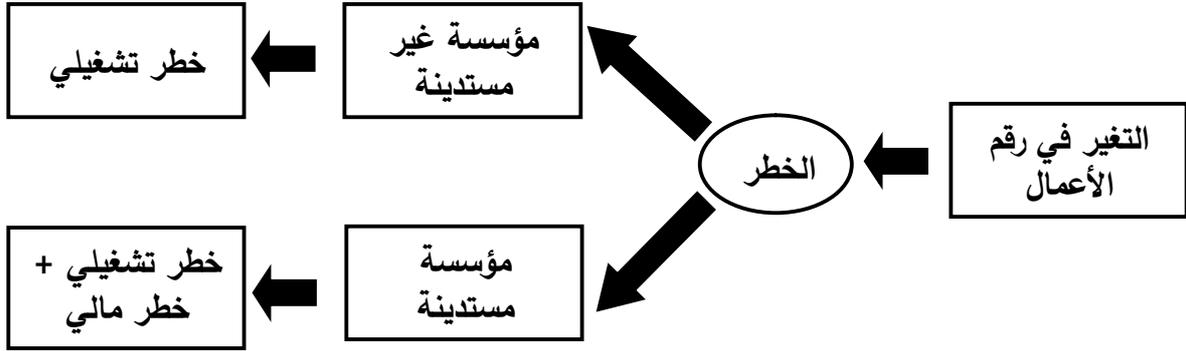 التغير في رقم
الأعمال
الخطر
مؤسسة غير
مستدينة
خطر تشغيلي
مؤسسة
مستدينة
خطر تشغيلي +
خطر مالي